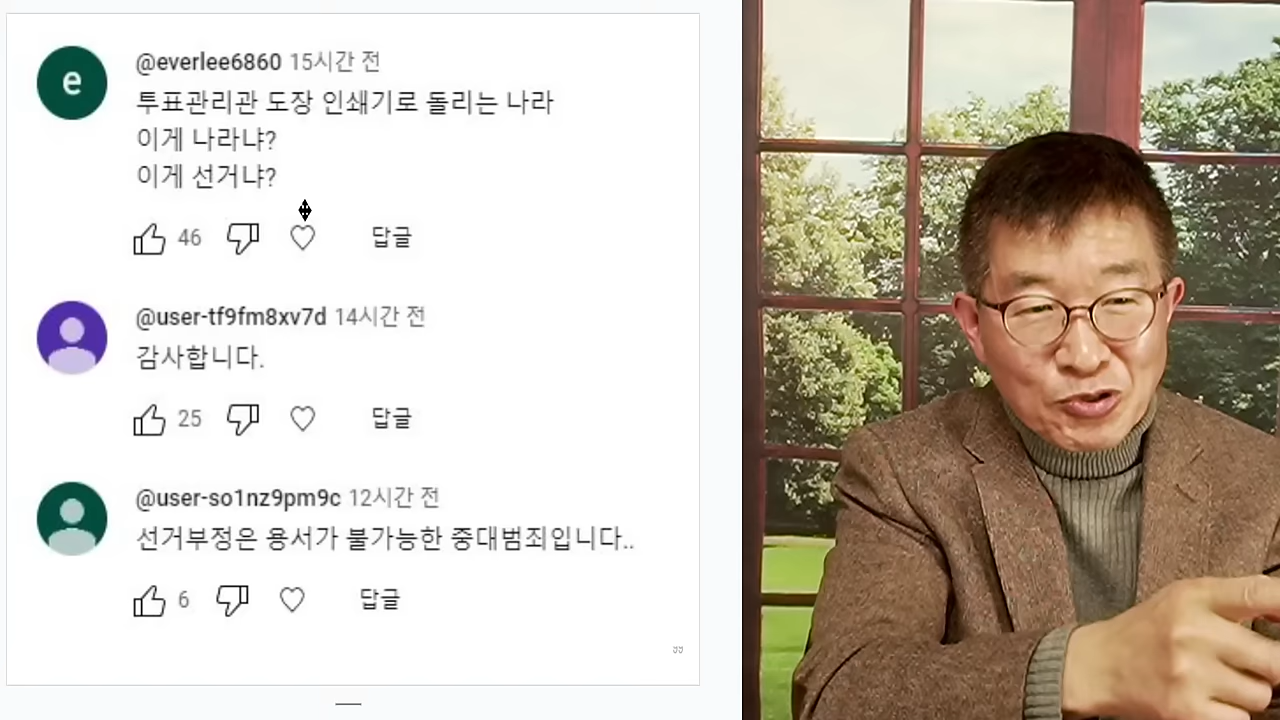 e
@everlee6860 15시간 전
투표관리관 도장 인쇄기로 돌리는 나라
이게 나라냐?
이게 선거냐?
46 답글
@user-tf9fm8xv7d 14시간 전
감사합니다.
25 답글
@user-so1nz9pm9c 12시간 전
선거부정은 용서가 불가능한 중대범죄입니다..
6 답글